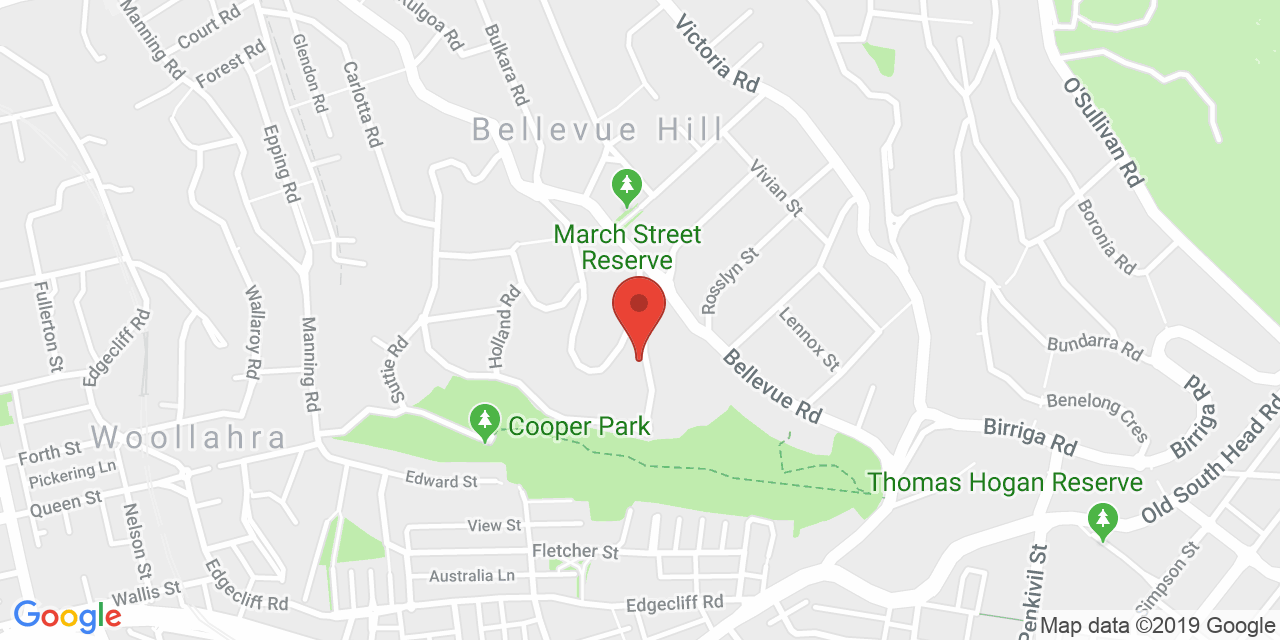 Manning Rd
Court Rd
Forest Rd
Glendon Rd
Carlotta Rd
Bulkara Rd
Victoria Rd
O'Sullivan Rd
Bellevue Hill
Epping Rd
Vivian St
Boronia Rd
March Street
Reserve
Rosslyn St
Fullerton St
Edgecliff Rd
Wallaroy Rd
Manning Rd
Suttie Rd
Holland Rd
Lennox St
Bundarra Rd
Bellevue Rd
Benelong Cres
Birriga Rd
Birriga Rd
Old South Head Rd
Cooper Park
Woollahra
Forth St
Pickering Ln
Queen St
Nelson St
Edward St
View St
Fletcher St
Australia Ln
Thomas Hogan Reserve
Penkivil St
Simpson St
Wallis St
Edgecliff Rd
Edgecliff Rd
Google
Map data ©2019 Google